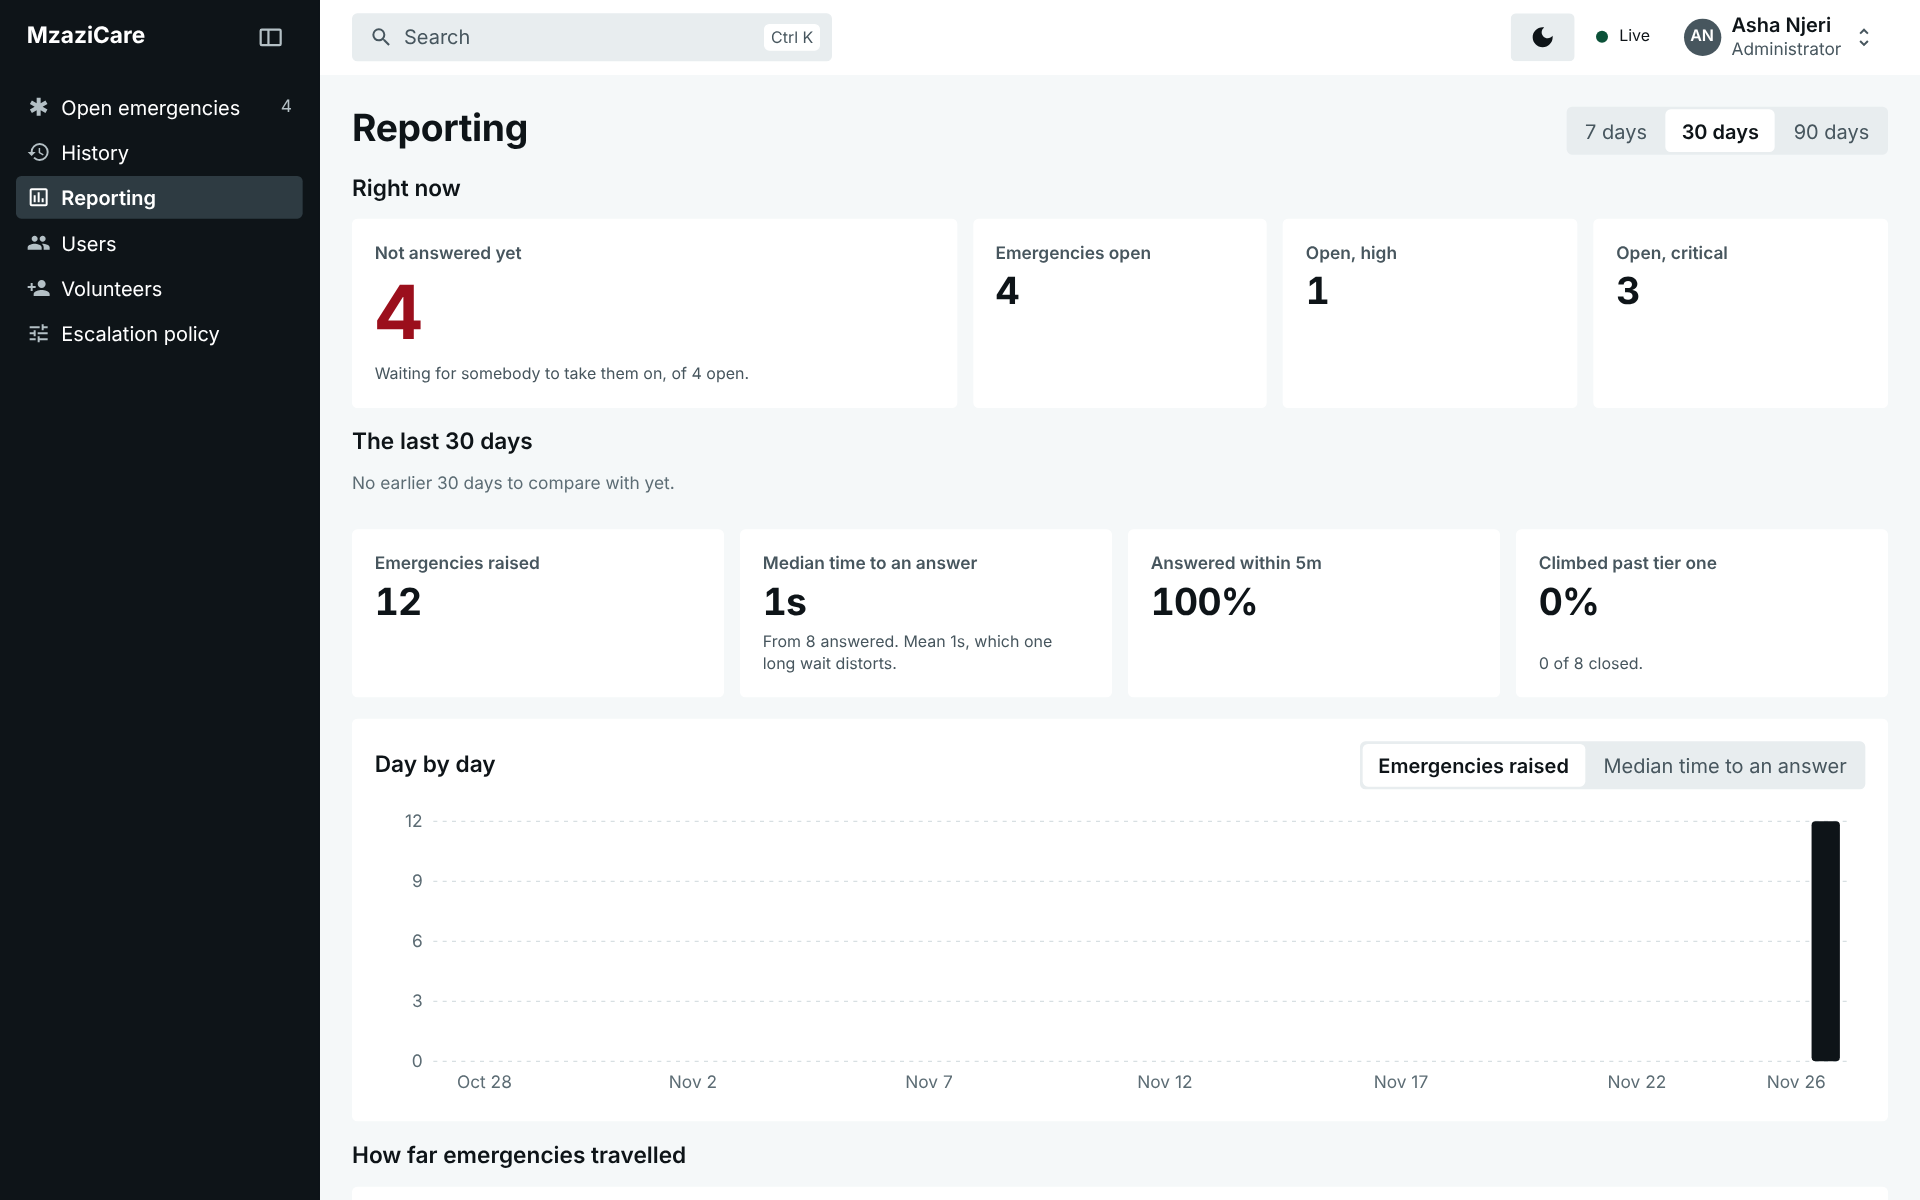 MzaziCare
Open emergencies 4
History
Reporting
Users
Volunteers
Escalation policy
Search Ctrl K
Live
AN
Asha Njeri
Administrator
Reporting
7 days 30 days 90 days
Right now
Not answered yet
4
Waiting for somebody to take them on, of 4 open.
Emergencies open
4
Open, high
1
Open, critical
3
The last 30 days
No earlier 30 days to compare with yet.
Emergencies raised
12
Median time to an answer
1s
From 8 answered. Mean 1s, which one
long wait distorts.
Answered within 5m
100%
Climbed past tier one
0%
0 of 8 closed.
Day by day
Emergencies raised Median time to an answer
12
9
6
3
0
Oct 28 Nov 2 Nov 7 Nov 12 Nov 17 Nov 22 Nov 26
How far emergencies travelled